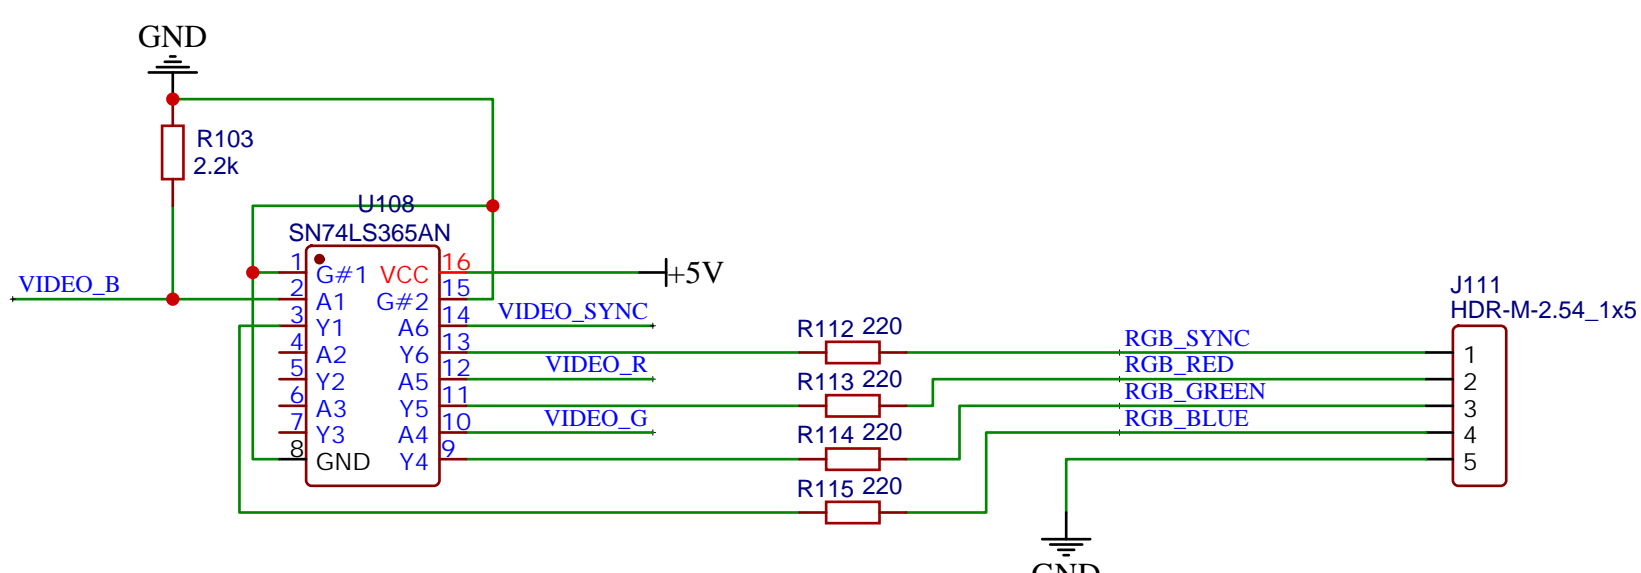 GND
R103
2.2k
U108
SN74LS365AN
1
G#1
VCC
16
+5V
VIDEO_B
2
A1
G#2
15
3
Y1
A6
14
VIDEO_SYNC
4
A2
Y6
13
5
Y2
A5
12
VIDEO_R
6
A3
Y5
11
7
Y3
A4
10
VIDEO_G
8
GND
Y4
9
R112 220
R113 220
R114 220
R115 220
RGB_SYNC
RGB_RED
RGB_GREEN
RGB_BLUE
J111
HDR-M-2.54_1x5
1
2
3
4
5
GND